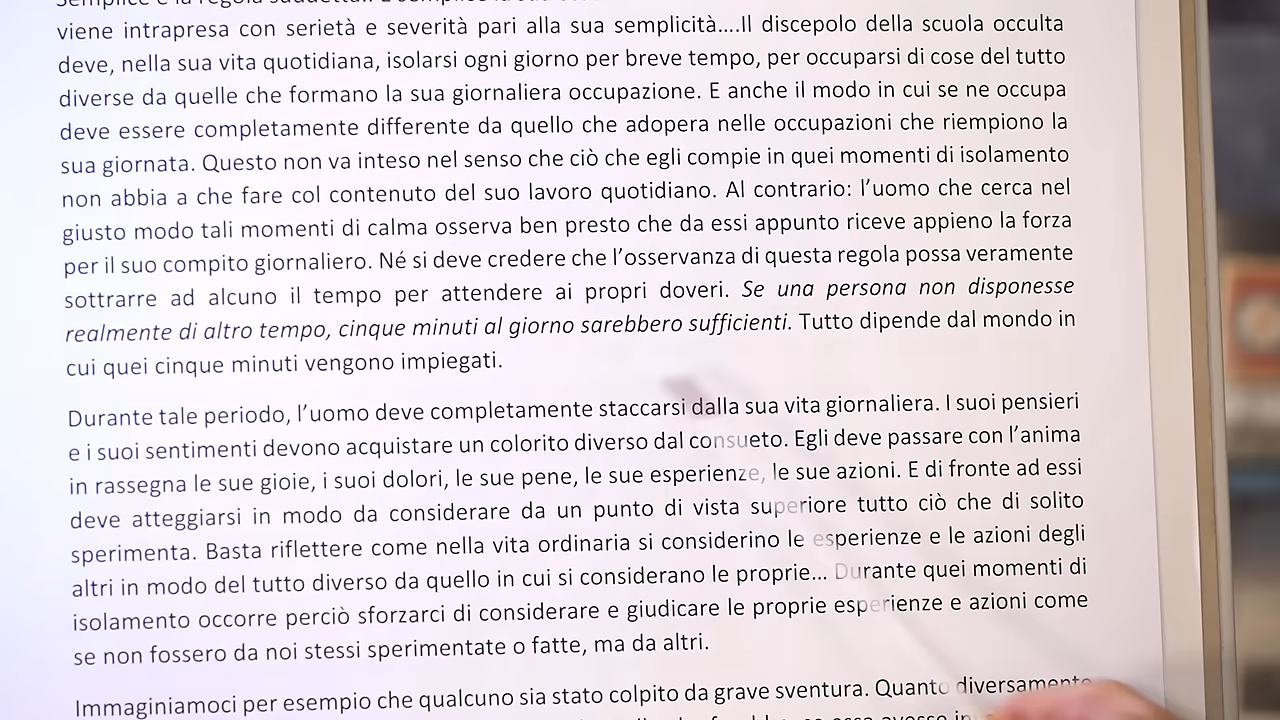 Semplice è la regola suddetta
viene intrapresa con serietà e severità pari alla sua semplicità....Il discepolo della scuola occulta
deve, nella sua vita quotidiana, isolarsi ogni giorno per breve tempo, per occuparsi di cose del tutto
diverse da quelle che formano la sua giornaliera occupazione. E anche il modo in cui se ne occupa
deve essere completamente differente da quello che adopera nelle occupazioni che riempiono la
sua giornata. Questo non va inteso nel senso che ciò che egli compie in quei momenti di isolamento
non abbia a che fare col contenuto del suo lavoro quotidiano. Al contrario: l'uomo che cerca nel
giusto modo tali momenti di calma osserva ben presto che da essi appunto riceve appieno la forza
per il suo compito giornaliero. Né si deve credere che l'osservanza di questa regola possa veramente
sottrarre ad alcuno il tempo per attendere ai propri doveri. Se una persona non disponesse
realmente di altro tempo, cinque minuti al giorno sarebbero sufficienti. Tutto dipende dal mondo in
cui quei cinque minuti vengono impiegati.
Durante tale periodo, l'uomo deve completamente staccarsi dalla sua vita giornaliera. I suoi pensieri
e i suoi sentimenti devono acquistare un colorito diverso dal consueto. Egli deve passare con l'anima
in rassegna le sue gioie, i suoi dolori, le sue pene, le sue esperienze, le sue azioni. E di fronte ad essi
deve atteggiarsi in modo da considerare da un punto di vista superiore tutto ciò che di solito
sperimenta. Basta riflettere come nella vita ordinaria si considerino le esperienze e le azioni degli
altri in modo del tutto diverso da quello in cui si considerano le proprie... Durante quei momenti di
isolamento occorre perciò sforzarci di considerare e giudicare le proprie esperienze e azioni come
se non fossero da noi stessi sperimentate o fatte, ma da altri.
Immaginiamoci per esempio che qualcuno sia stato colpito da grave sventura. Quanto diversamente